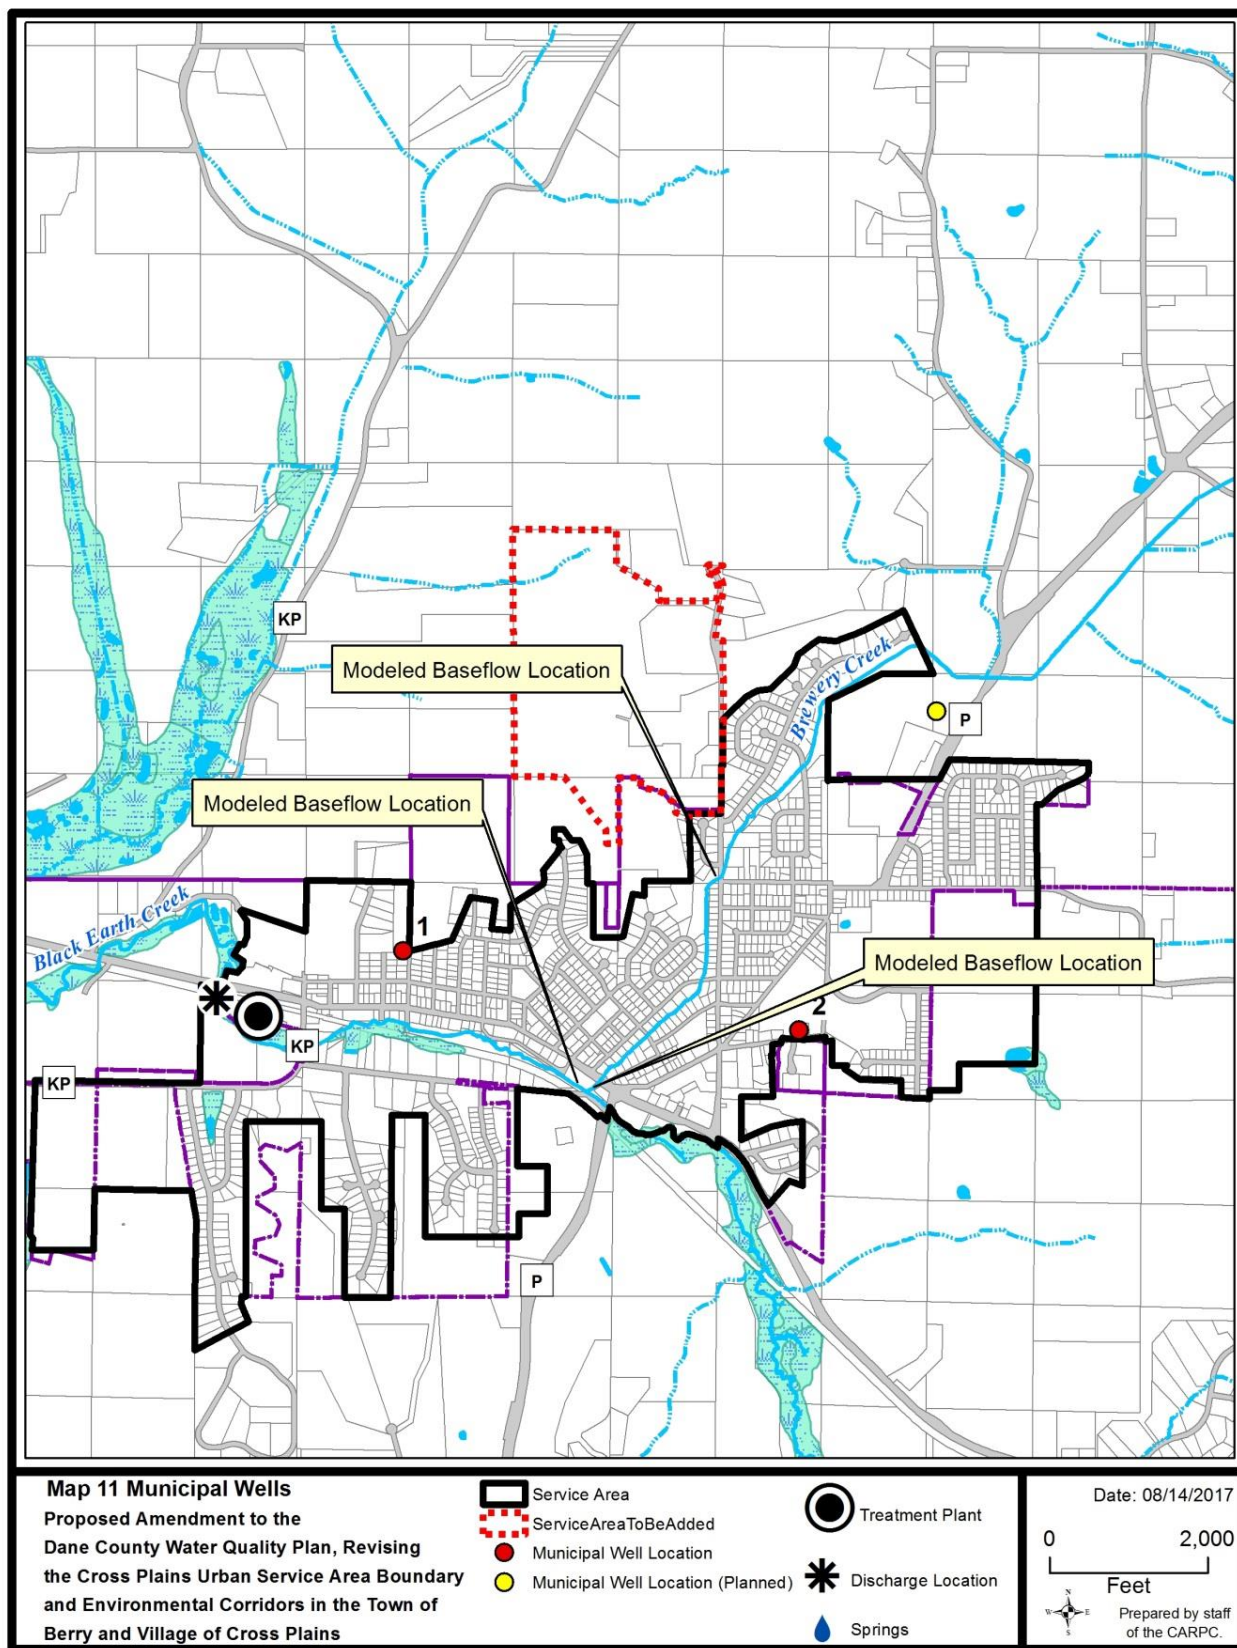 KP
Modeled Baseflow Location
Brewery Creek
P
Modeled Baseflow Location
1
Black Earth Creek
Modeled Baseflow Location
2
KP
KP
P
Map 11 Municipal Wells
Proposed Amendment to the
Dane County Water Quality Plan, Revising
the Cross Plains Urban Service Area Boundary
and Environmental Corridors in the Town of
Berry and Village of Cross Plains
Service Area
ServiceAreaToBeAdded
Municipal Well Location
Municipal Well Location (Planned)
Treatment Plant
Discharge Location
Springs
Date: 08/14/2017
0 2,000
Feet
N
W E
S
Prepared by staff
of the CARPC.